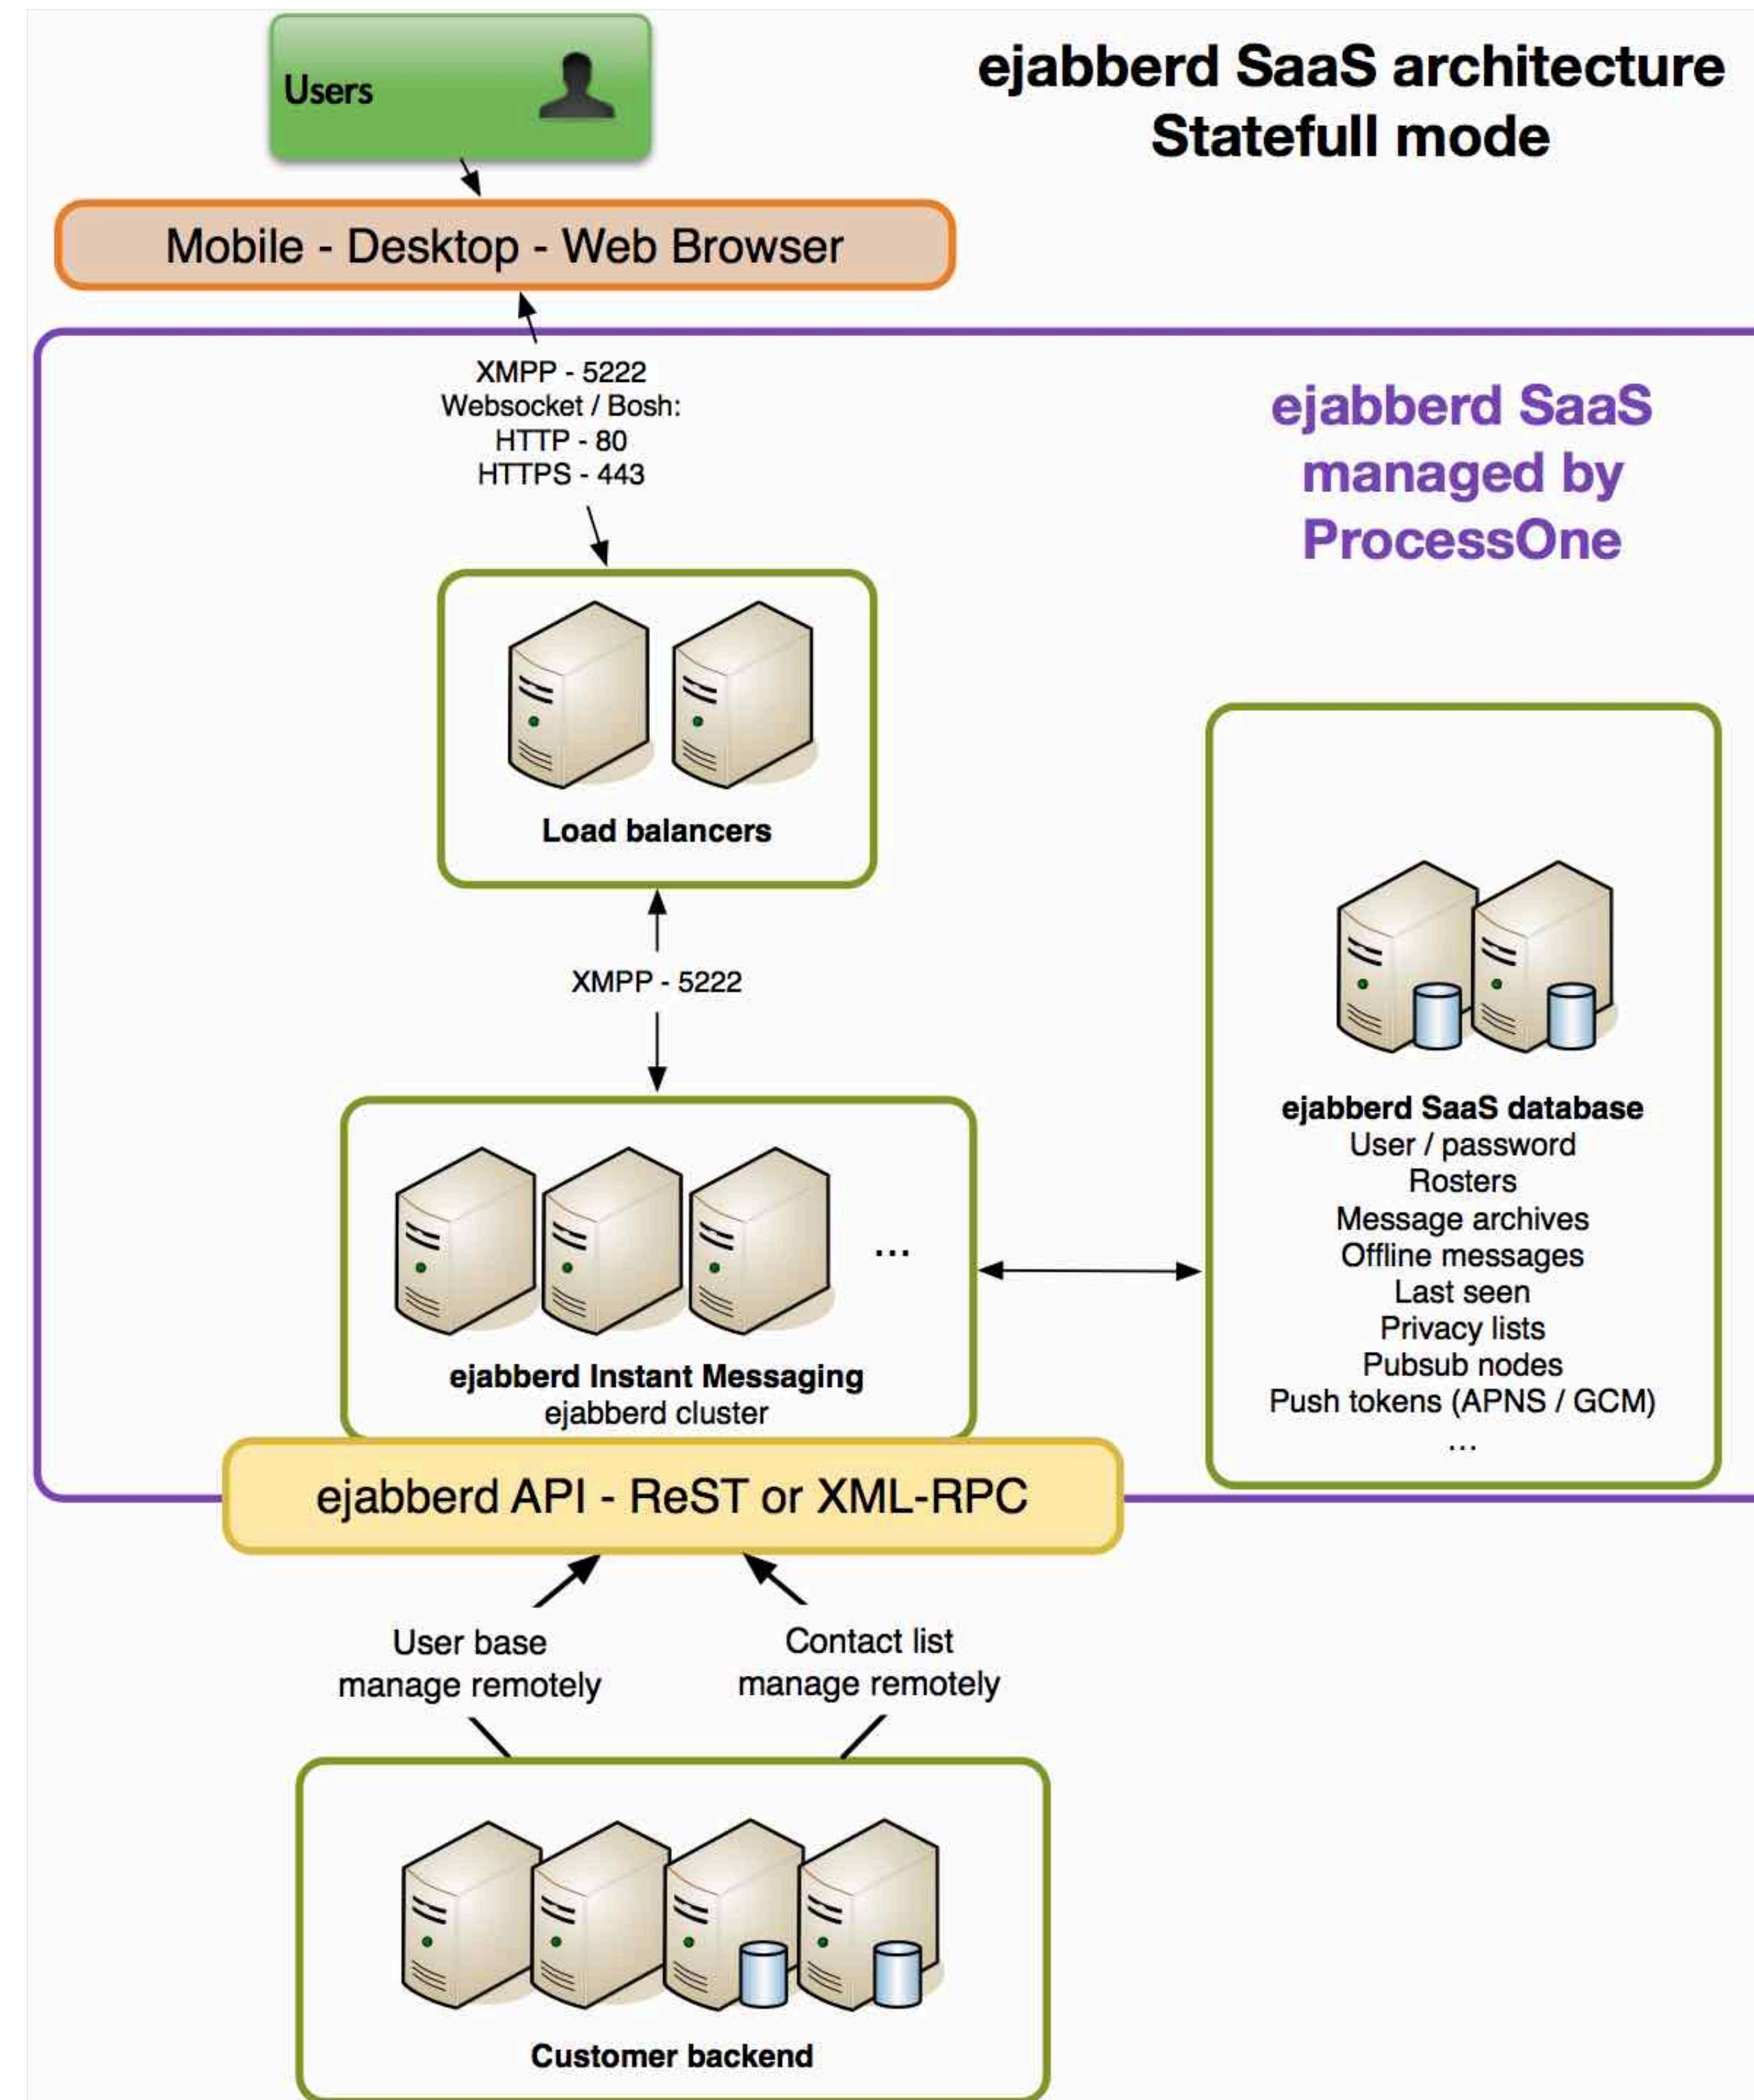 Users
ejabberd SaaS architecture
Statefull mode
Mobile - Desktop - Web Browser
XMPP - 5222
Websocket / Bosh:
HTTP - 80
HTTPS - 443
ejabberd SaaS
managed by
ProcessOne
Load balancers
XMPP - 5222
...
ejabberd Instant Messaging
ejabberd cluster
ejabberd SaaS database
User / password
Rosters
Message archives
Offline messages
Last seen
Privacy lists
Pubsub nodes
Push tokens (APNS / GCM)
...
ejabberd API - ReST or XML-RPC
User base
manage remotely
Contact list
manage remotely
Customer backend